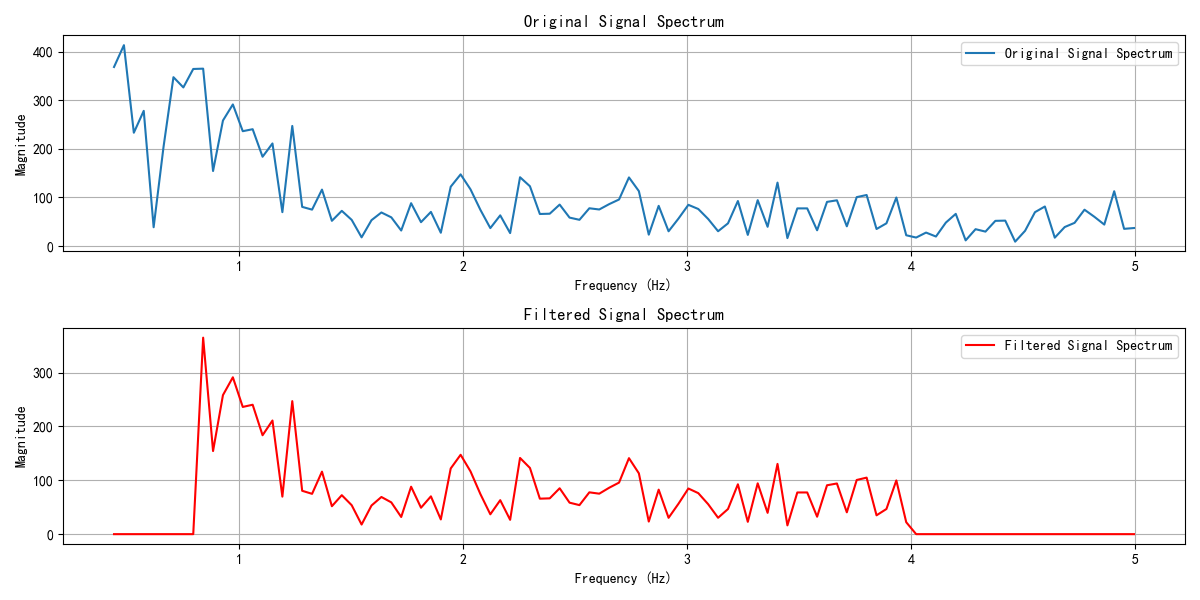 Original Signal Spectrum
Original Signal Spectrum
Magnitude
400
300
200
100
0
1 2 3 4 5
Frequency (Hz)
Filtered Signal Spectrum
Filtered Signal Spectrum
Magnitude
300
200
100
0
1 2 3 4 5
Frequency (Hz)